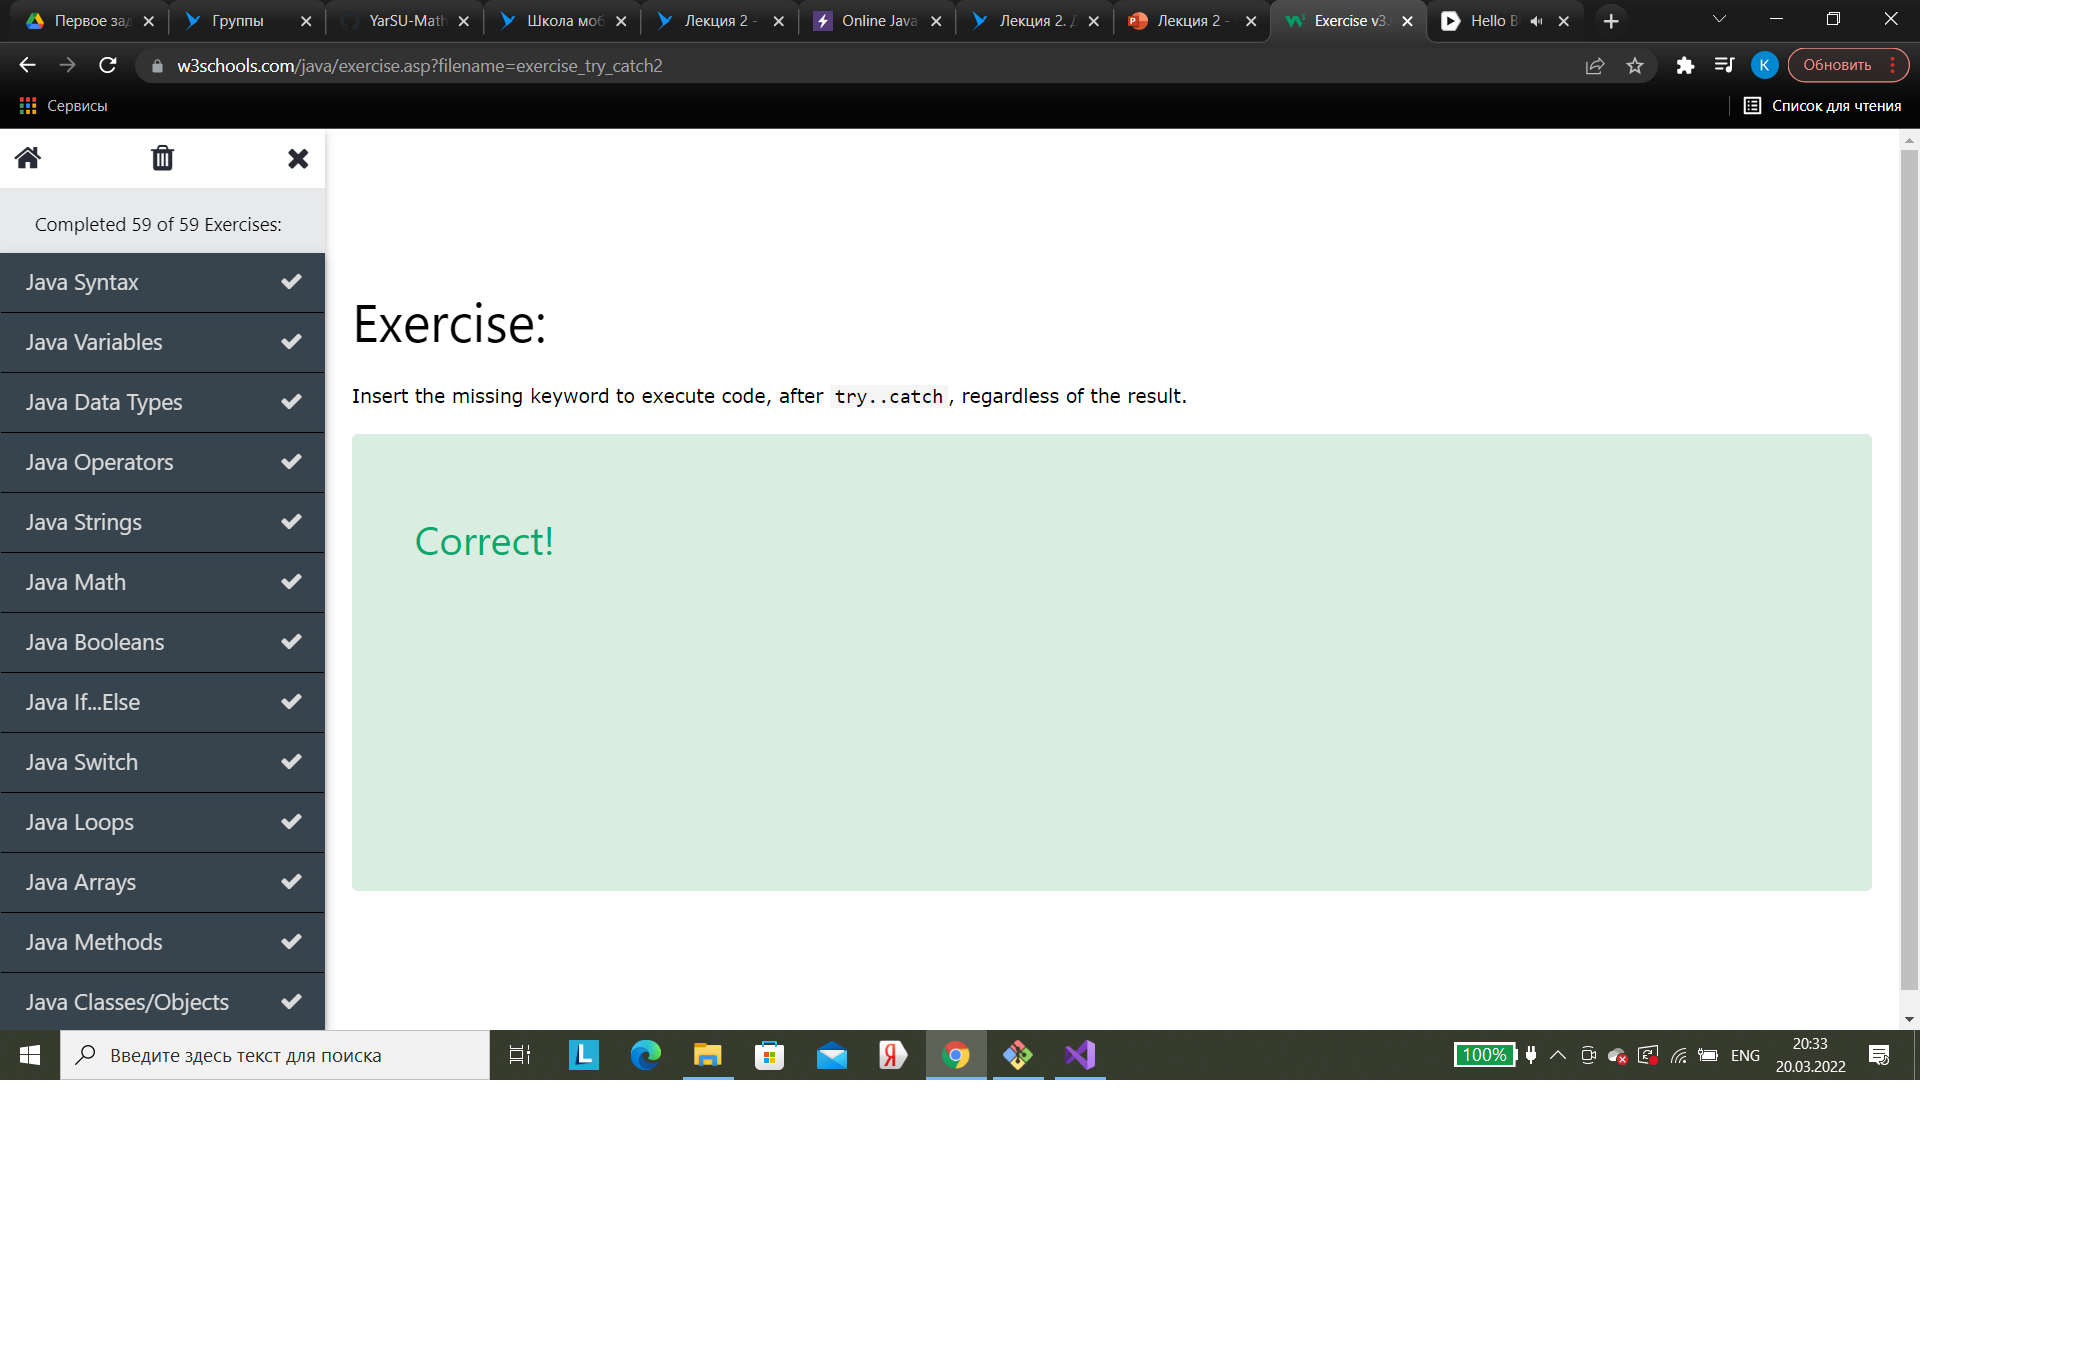 Первое зад
Группы
YarSU-Math
Школа моб
Лекция 2 -
Online Java
Лекция 2. Д
Лекция 2 -
Exercise v3.
Hello B
w3schools.com/java/exercise.asp?filename=exercise_try_catch2
K
Обновить
Сервисы
Список для чтения
Completed 59 of 59 Exercises:
Java Syntax
Java Variables
Java Data Types
Java Operators
Java Strings
Java Math
Java Booleans
Java If...Else
Java Switch
Java Loops
Java Arrays
Java Methods
Java Classes/Objects
Exercise:
Insert the missing keyword to execute code, after try..catch, regardless of the result.
Correct!
Введите здесь текст для поиска
L
Я
100%
ENG
20:33
20.03.2022